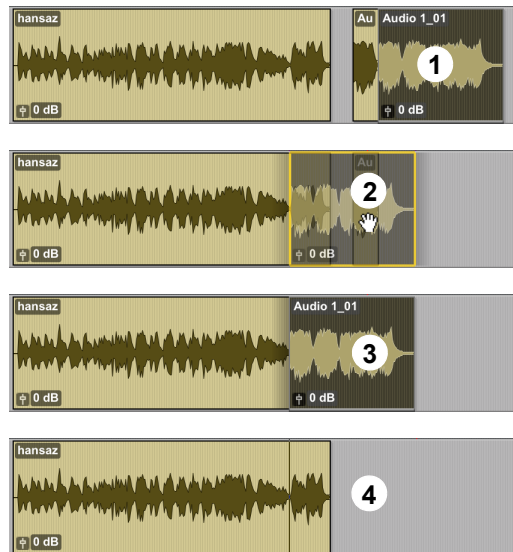 hansaz Au Audio 1_01
1
0 dB 0 dB
hansaz Au
2
0 dB 0 dB
hansaz Audio 1_01
3
0 dB 0 dB
hansaz
4
0 dB